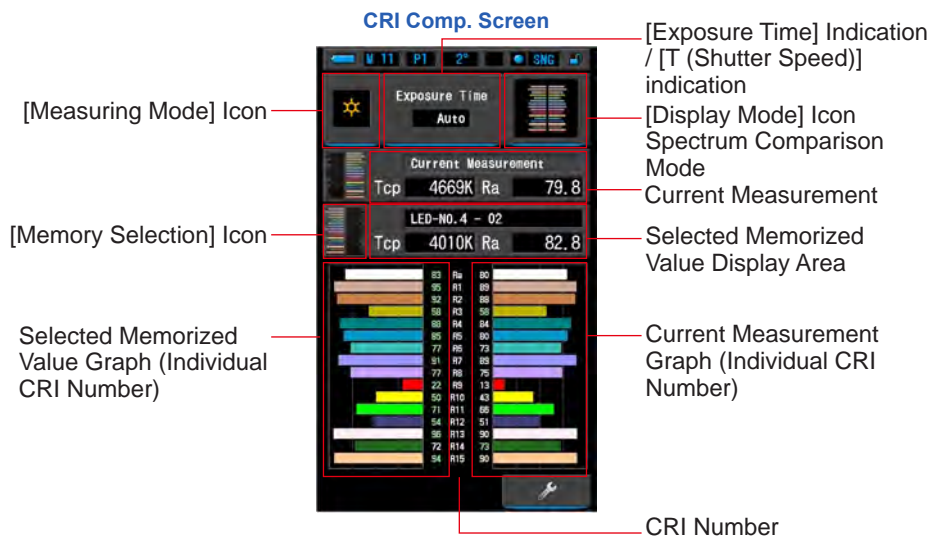 CRI Comp. Screen
[Exposure Time] Indication
/ [T (Shutter Speed)]
indication
M 11 P1 2° SNG
[Measuring Mode] Icon
Exposure Time
Auto
[Display Mode] Icon
Spectrum Comparison
Mode
Current Measurement
Tcp 4669K Ra 79.8
Current Measurement
LED-NO.4 - 02
[Memory Selection] Icon
Tcp 4010K Ra 82.8
Selected Memorized
Value Display Area
83 Ra 80
95 R1 89
92 R2 88
58 R3 58
88 R4 84
85 R5 80
77 R6 73
91 R7 89
77 R8 75
22 R9 13
50 R10 43
71 R11 66
54 R12 51
96 R13 90
72 R14 73
94 R15 90
Selected Memorized
Value Graph (Individual
CRI Number)
Current Measurement
Graph (Individual CRI
Number)
CRI Number